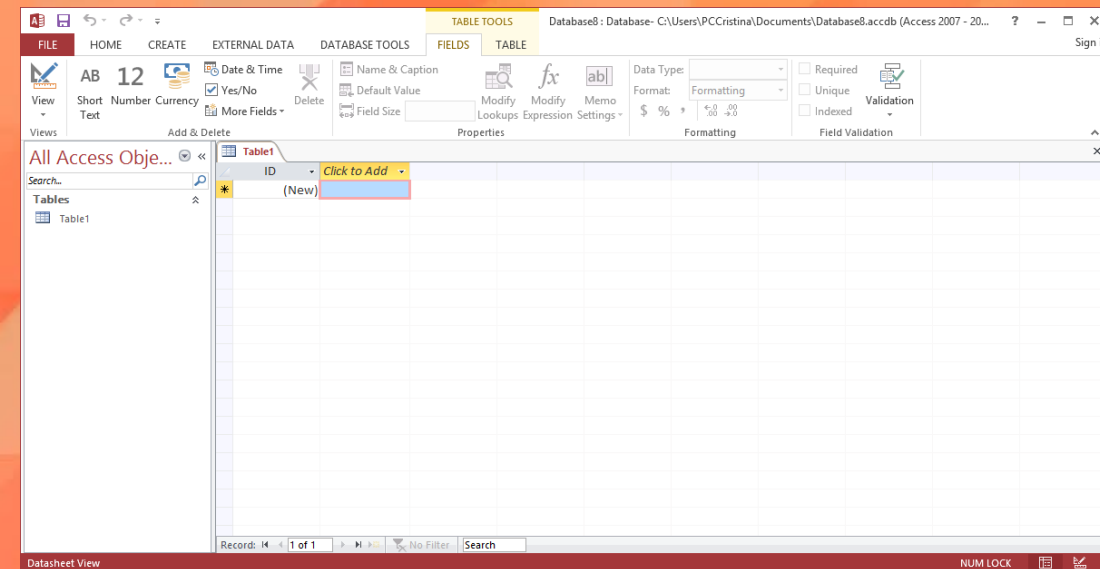 TABLE TOOLS
Database8 : Database- C:\Users\PCCristina\Documents\Database8.accdb (Access 2007 - 20... ?
FILE HOME CREATE EXTERNAL DATA DATABASE TOOLS FIELDS TABLE Sign
View
AB Short Text
12 Number
Currency
Date & Time
Yes/No
More Fields
Delete
Name & Caption
Default Value
Field Size
Modify Lookups
fx Modify Expression
ab| Memo Settings
Data Type:
Format: Formatting
$ % , .00 .00
Required
Unique
Indexed
Validation
Views Add & Delete Properties Formatting Field Validation
All Access Obje... «
Search...
Tables
Table1
Table1
ID Click to Add
* (New)
Record: 1 of 1 No Filter Search
Datasheet View NUM LOCK